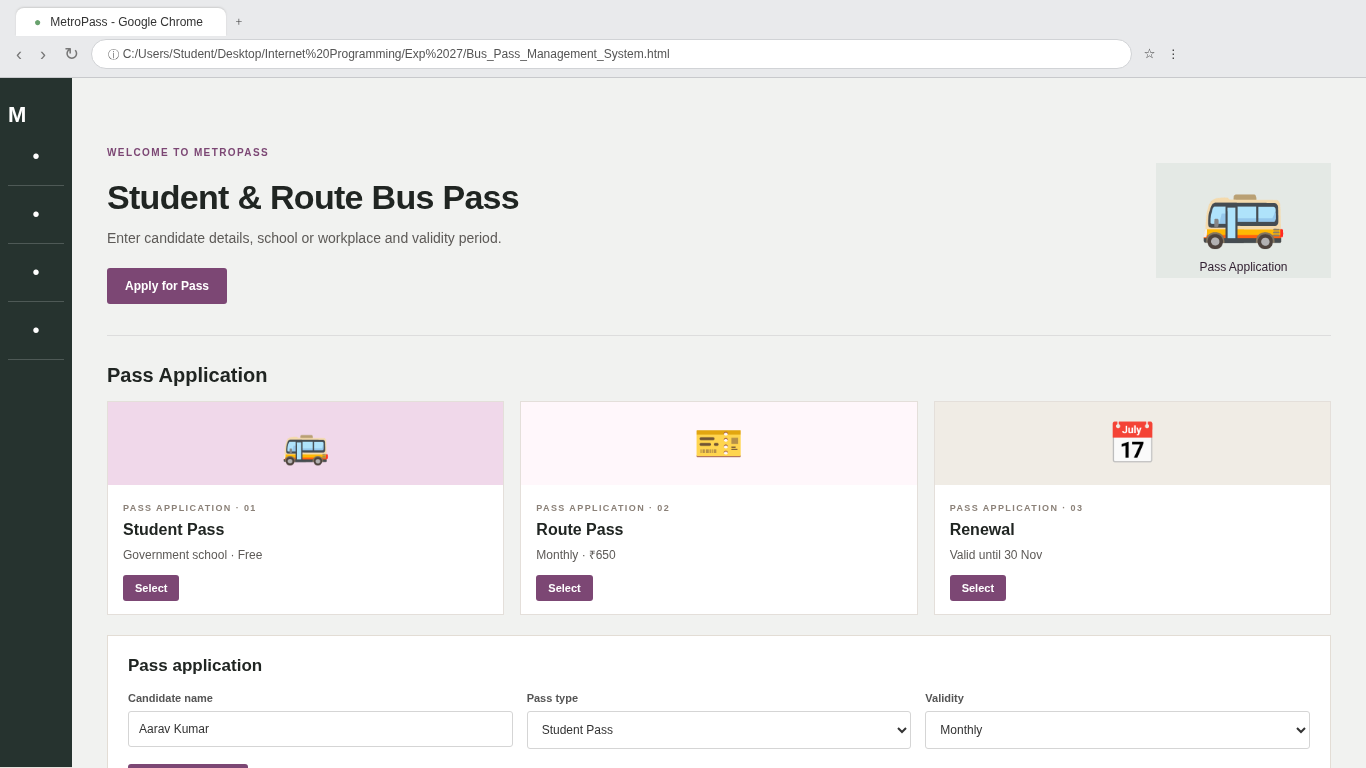 MetroPass - Google Chrome
+
C:/Users/Student/Desktop/Internet%20Programming/Exp%2027/Bus_Pass_Management_System.html
M
WELCOME TO METROPASS
Student & Route Bus Pass
Enter candidate details, school or workplace and validity period.
Apply for Pass
Pass Application
Pass Application
July
17
PASS APPLICATION · 01
Student Pass
Government school · Free
Select
PASS APPLICATION · 02
Route Pass
Monthly · ₹650
Select
PASS APPLICATION · 03
Renewal
Valid until 30 Nov
Select
Pass application
Candidate name
Pass type
Validity
Aarav Kumar
Student Pass
Monthly